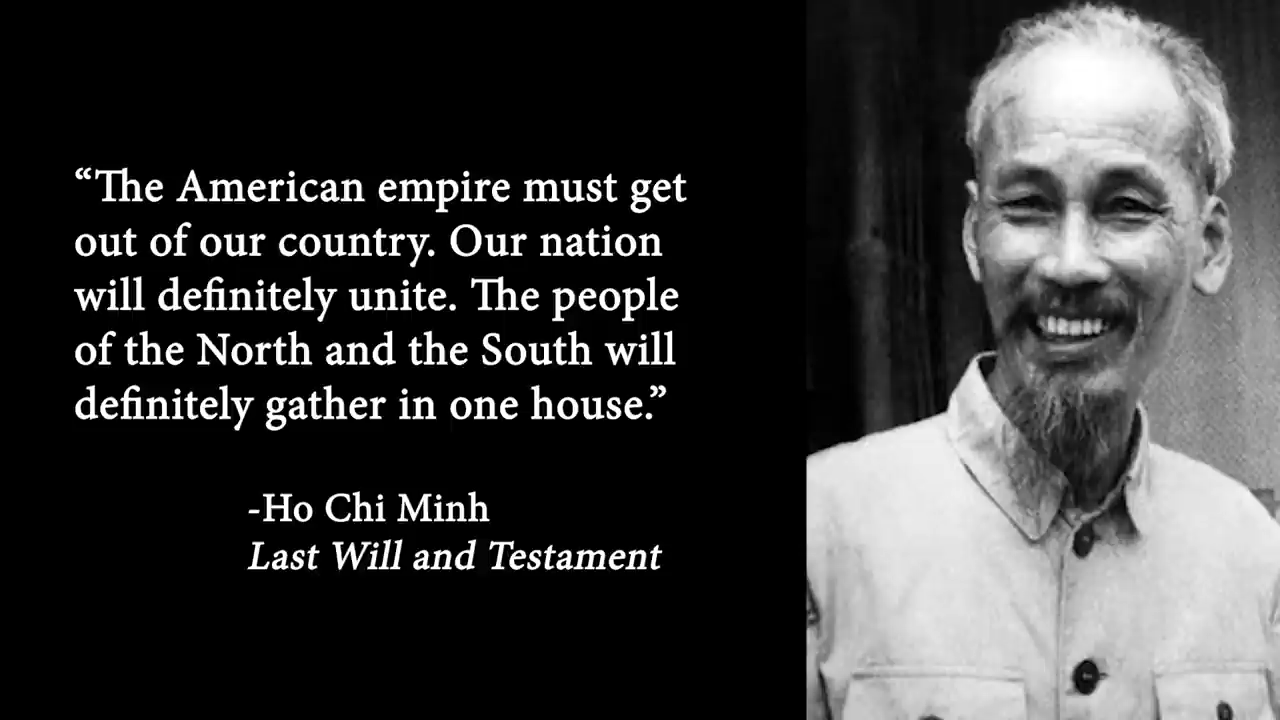 “The American empire must get
out of our country. Our nation
will definitely unite. The people
of the North and the South will
definitely gather in one house.”
-Ho Chi Minh
Last Will and Testament